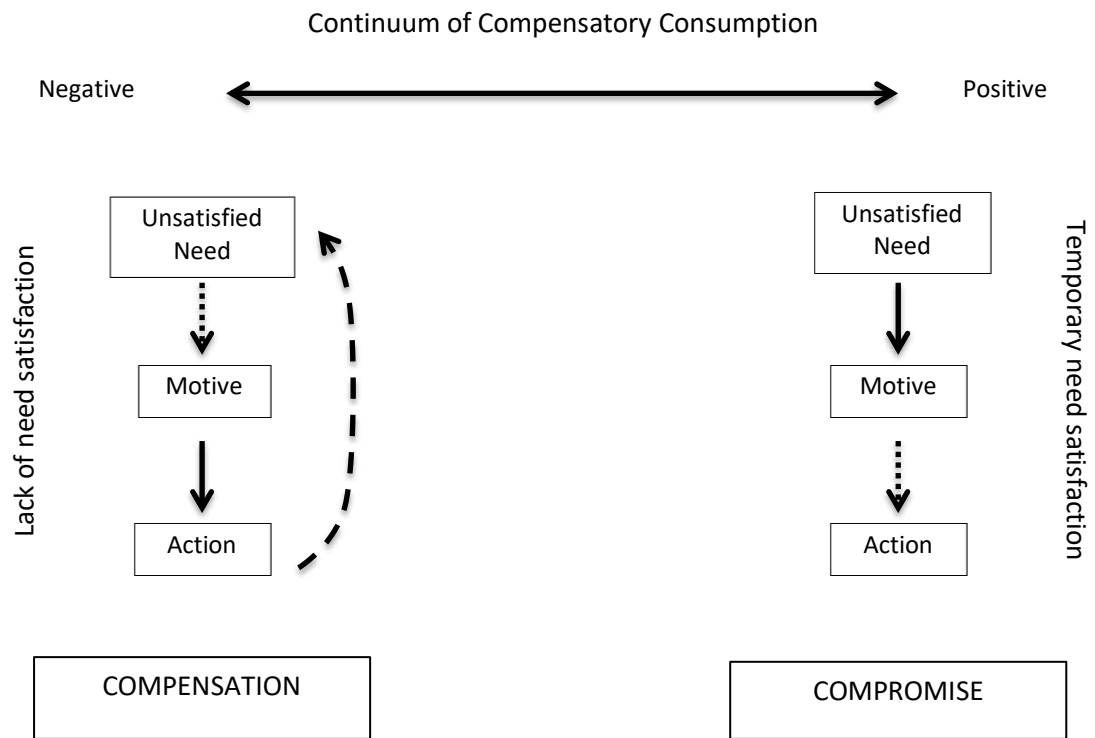 Continuum of Compensatory Consumption
Negative
Positive
Lack of need satisfaction
Unsatisfied
Need
Motive
Action
COMPENSATION
Unsatisfied
Need
Motive
Action
Temporary need satisfaction
COMPROMISE